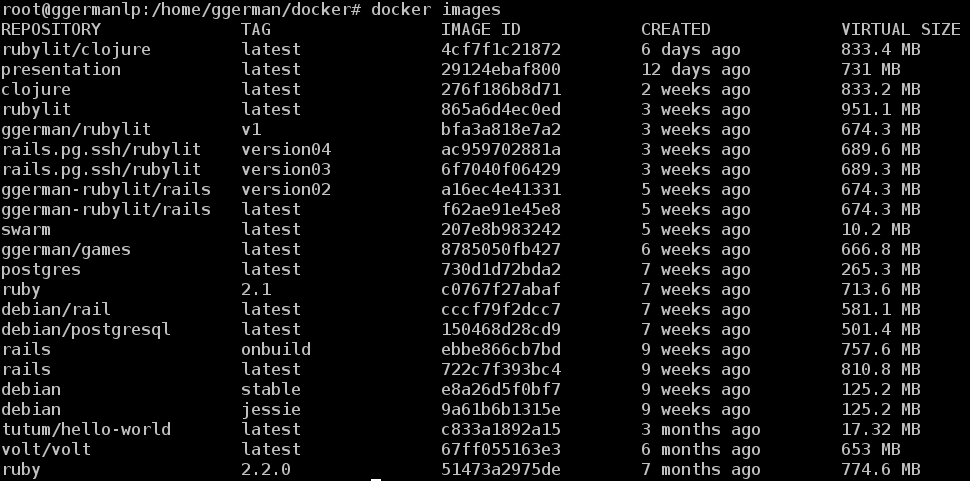 root@ggermanlp:/home/ggerman/docker# docker images
REPOSITORY TAG IMAGE ID CREATED VIRTUAL SIZE
rubylit/clojure latest 4cf7f1c21872 6 days ago 833.4 MB
presentation latest 29124ebaf800 12 days ago 731 MB
clojure latest 276f186b8d71 2 weeks ago 833.2 MB
rubylit latest 865a6d4ec0ed 3 weeks ago 951.1 MB
ggerman/rubylit v1 bfa3a818e7a2 3 weeks ago 674.3 MB
rails.pg.ssh/rubylit version04 ac959702881a 3 weeks ago 689.6 MB
rails.pg.ssh/rubylit version03 6f7040f06429 3 weeks ago 689.3 MB
ggerman-rubylit/rails version02 a16ec4e41331 5 weeks ago 674.3 MB
ggerman-rubylit/rails latest f62ae91e45e8 5 weeks ago 674.3 MB
swarm latest 207e8b983242 5 weeks ago 10.2 MB
ggerman/games latest 8785050fb427 6 weeks ago 666.8 MB
postgres latest 730d1d72bda2 7 weeks ago 265.3 MB
ruby 2.1 c0767f27abaf 7 weeks ago 713.6 MB
debian/rail latest cccf79f2dcc7 7 weeks ago 581.1 MB
debian/postgresql latest 150468d28cd9 7 weeks ago 501.4 MB
rails onbuild ebbe866cb7bd 9 weeks ago 757.6 MB
rails latest 722c7f393bc4 9 weeks ago 810.8 MB
debian stable e8a26d5f0bf7 9 weeks ago 125.2 MB
debian jessie 9a61b6b1315e 9 weeks ago 125.2 MB
tutum/hello-world latest c833a1892a15 3 months ago 17.32 MB
volt/volt latest 67ff055163e3 6 months ago 653 MB
ruby 2.2.0 51473a2975de 7 months ago 774.6 MB